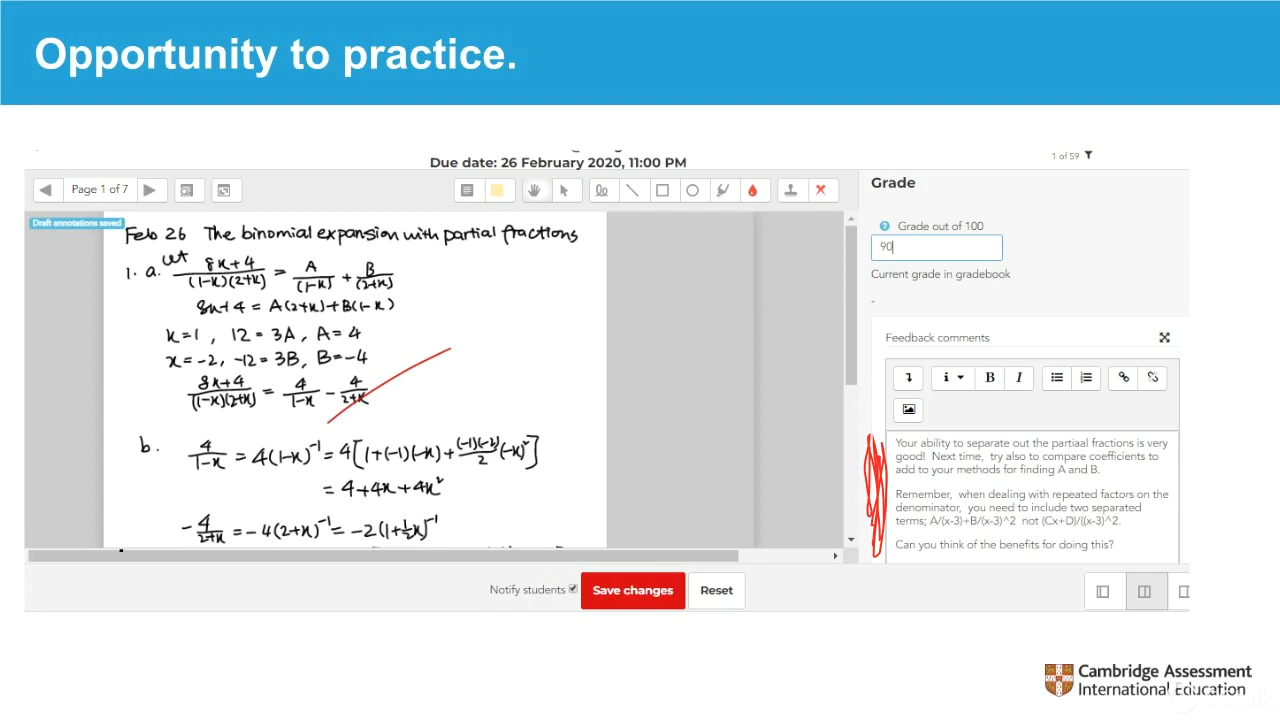 Opportunity to practice.
Due date: 26 February 2020, 11:00 PM
1 of 59
Page 1 of 7
Grade
Draft annotations saved
Grade out of 100
90
Current grade in gradebook
-
Feedback comments
i B I
Feb 26 The binomial expansion with partial fractions
1. a. Let (8x+4)/((1-x)(2+x)) = A/(1-x) + B/(2+x)
8x+4 = A(2+x)+B(1-x)
x=1, 12=3A, A=4
x=-2, -12=3B, B=-4
(8x+4)/((1-x)(2+x)) = 4/(1-x) - 4/(2+x)
b. 4/(1-x) = 4(1-x)^-1 = 4[1+(-1)(-x)+((-1)(-2)/2)(-x)^2]
= 4+4x+4x^2
-4/(2+x) = -4(2+x)^-1 = -2(1+½x)^-1
Your ability to separate out the partiaal fractions is very
good! Next time, try also to compare coefficients to
add to your methods for finding A and B.
Remember, when dealing with repeated factors on the
denominator, you need to include two separated
terms; A/(x-3)+B/(x-3)^2 not (Cx+D)/((x-3)^2.
Can you think of the benefits for doing this?
Notify students
Save changes
Reset
Cambridge Assessment
International Education